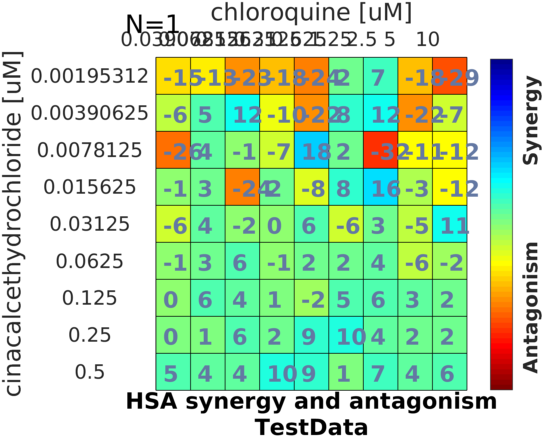 chloroquine [uM]
N=1
2.5 10
cinacalcethydrochloride [uM]
0.00195312 -15 -13 -23 -18 -24 2 7 -18 -29
0.00390625 -6 5 12 -10 -22 8 12 -22 -7
0.0078125 -26 4 -1 -7 18 2 -32 -11 -12
0.015625 -1 3 -24 2 -8 8 16 -3 -12
0.03125 -6 4 -2 0 6 -6 3 -5 11
0.0625 -1 3 6 -1 2 2 4 -6 -2
0.125 0 6 4 1 -2 5 6 3 2
0.25 0 1 6 2 9 10 4 2 2
0.5 5 4 4 10 9 1 7 4 6
Synergy
Antagonism
HSA synergy and antagonism
TestData